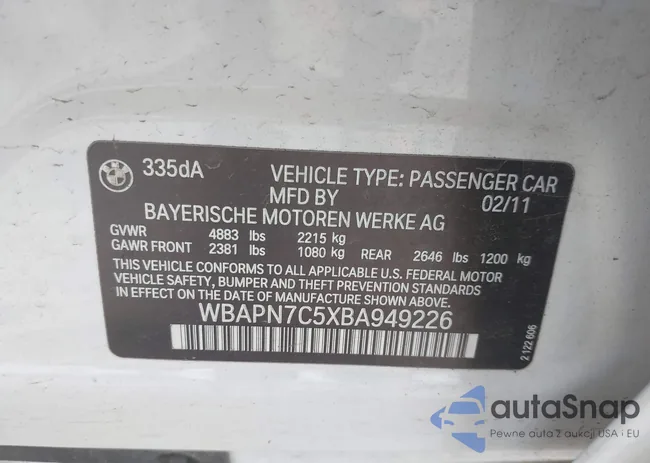 BMW
335dA VEHICLE TYPE: PASSENGER CAR
MFD BY 02/11
BAYERISCHE MOTOREN WERKE AG
GVWR 4883 lbs 2215 kg
GAWR FRONT 2381 lbs 1080 kg REAR 2646 lbs 1200 kg
THIS VEHICLE CONFORMS TO ALL APPLICABLE U.S. FEDERAL MOTOR
VEHICLE SAFETY, BUMPER AND THEFT PREVENTION STANDARDS
IN EFFECT ON THE DATE OF MANUFACTURE SHOWN ABOVE.
WBAPN7C5XBA949226
2 122 606
autaSnap
Pewne auta z aukcji USA i EU